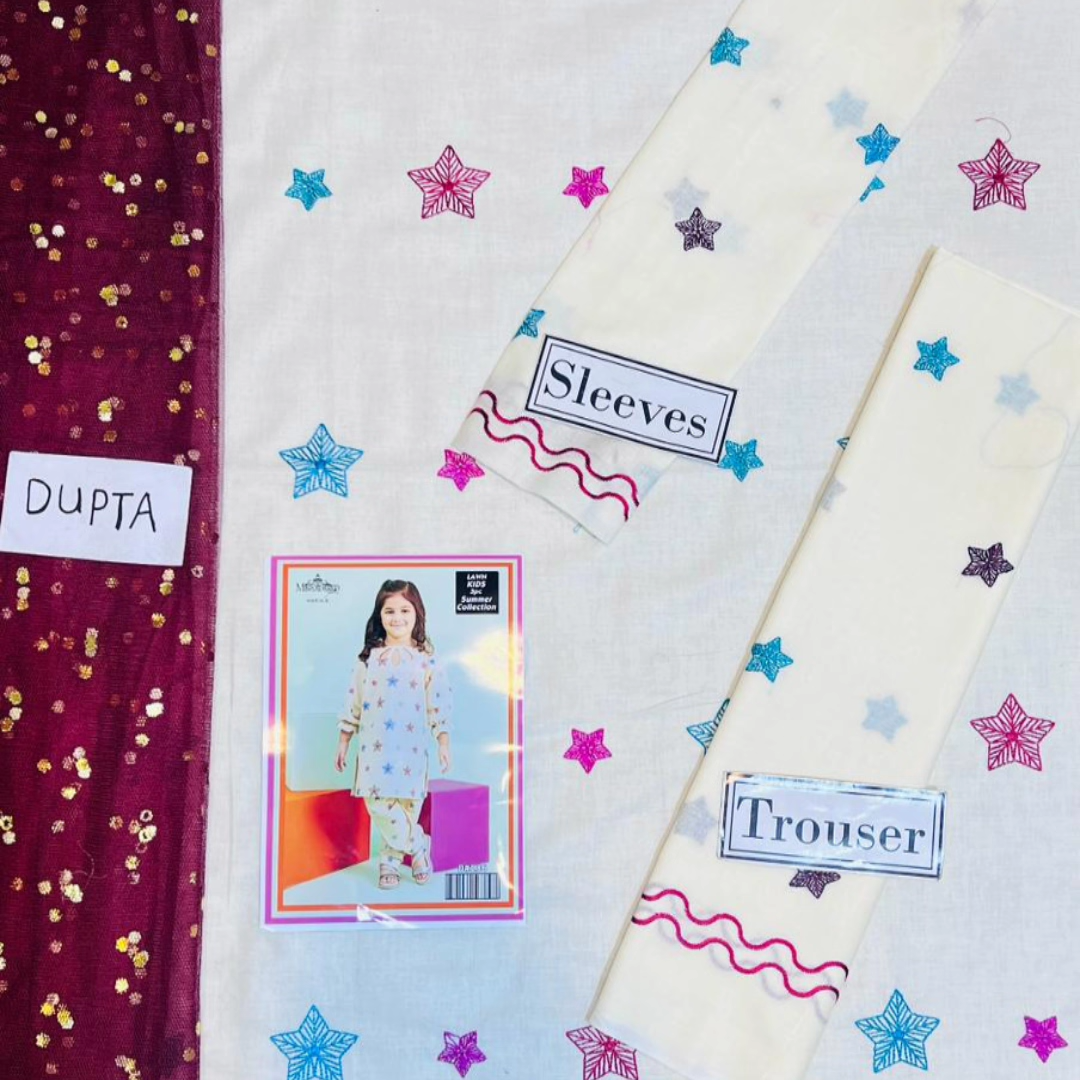 Sleeves
DUPTA
LAWN
KIDS
3pc
Summer
Collection
Trouser